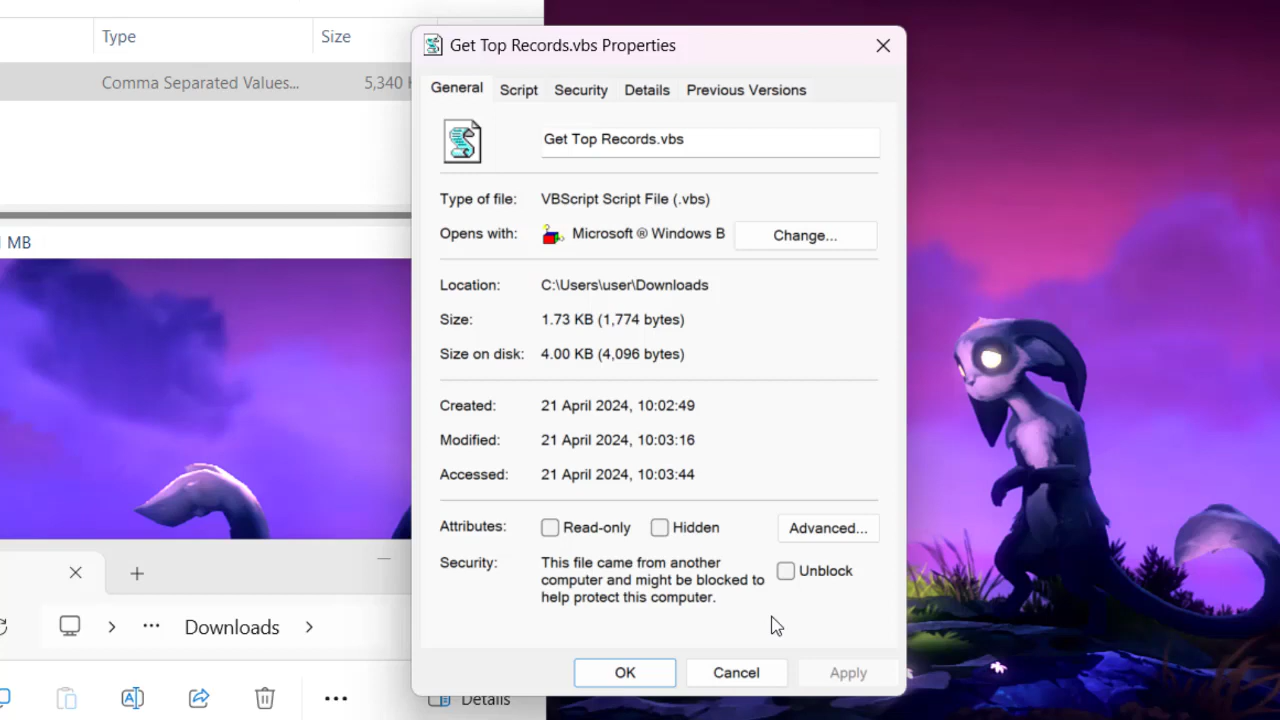 Type Size
Comma Separated Values... 5,340
MB
Get Top Records.vbs Properties
General Script Security Details Previous Versions
Get Top Records.vbs
Type of file: VBScript Script File (.vbs)
Opens with: Microsoft ® Windows B Change...
Location: C:\Users\user\Downloads
Size: 1.73 KB (1,774 bytes)
Size on disk: 4.00 KB (4,096 bytes)
Created: 21 April 2024, 10:02:49
Modified: 21 April 2024, 10:03:16
Accessed: 21 April 2024, 10:03:44
Attributes: Read-only Hidden Advanced...
Security: This file came from another
computer and might be blocked to
help protect this computer.
Unblock
Downloads
OK Cancel Apply
Details